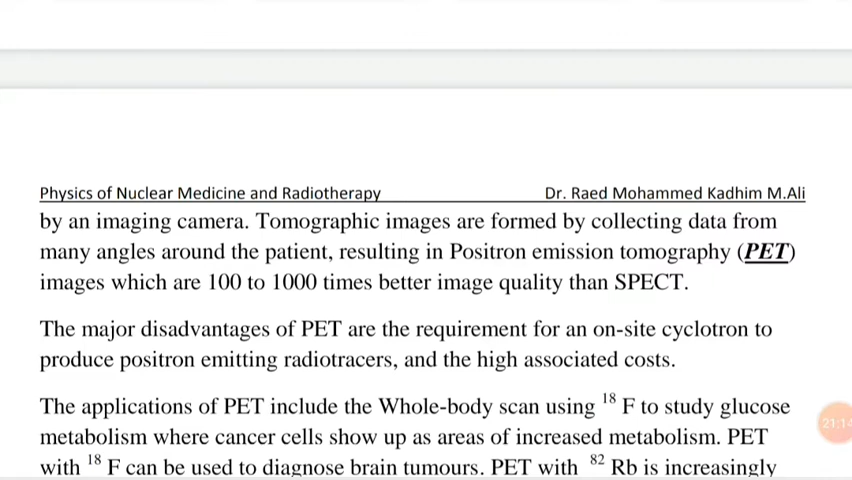 Physics of Nuclear Medicine and Radiotherapy Dr. Raed Mohammed Kadhim M.Ali
by an imaging camera. Tomographic images are formed by collecting data from
many angles around the patient, resulting in Positron emission tomography (PET)
images which are 100 to 1000 times better image quality than SPECT.
The major disadvantages of PET are the requirement for an on-site cyclotron to
produce positron emitting radiotracers, and the high associated costs.
The applications of PET include the Whole-body scan using ¹⁸ F to study glucose
metabolism where cancer cells show up as areas of increased metabolism. PET
with ¹⁸ F can be used to diagnose brain tumours. PET with ⁸² Rb is increasingly